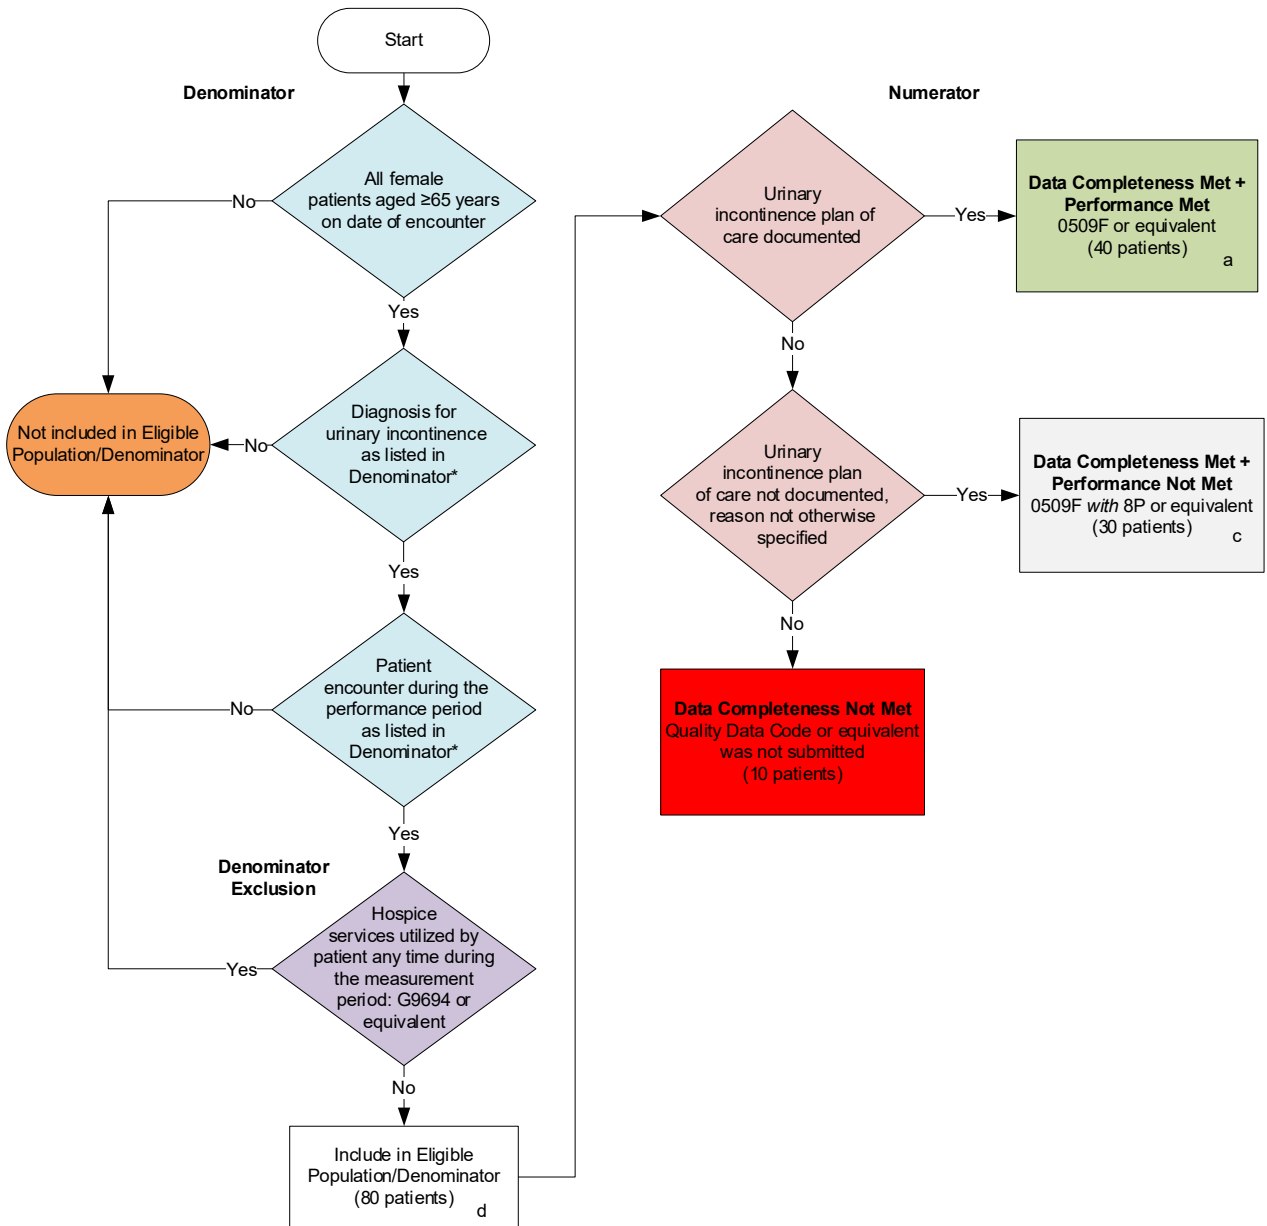 Start
Denominator
All female
patients aged ≥65 years
on date of encounter
No
Yes
Diagnosis for
urinary incontinence
as listed in
Denominator*
No
Not included in Eligible
Population/Denominator
Yes
Patient
encounter during the
performance period
as listed in
Denominator*
No
Yes
Denominator
Exclusion
Hospice
services utilized by
patient any time during
the measurement
period: G9694 or
equivalent
Yes
No
Include in Eligible
Population/Denominator
(80 patients)
d
Numerator
Urinary
incontinence plan of
care documented
Yes
Data Completeness Met +
Performance Met
0509F or equivalent
(40 patients)
a
No
Urinary
incontinence plan
of care not documented,
reason not otherwise
specified
Yes
Data Completeness Met +
Performance Not Met
0509F with 8P or equivalent
(30 patients)
c
No
Data Completeness Not Met
Quality Data Code or equivalent
was not submitted
(10 patients)